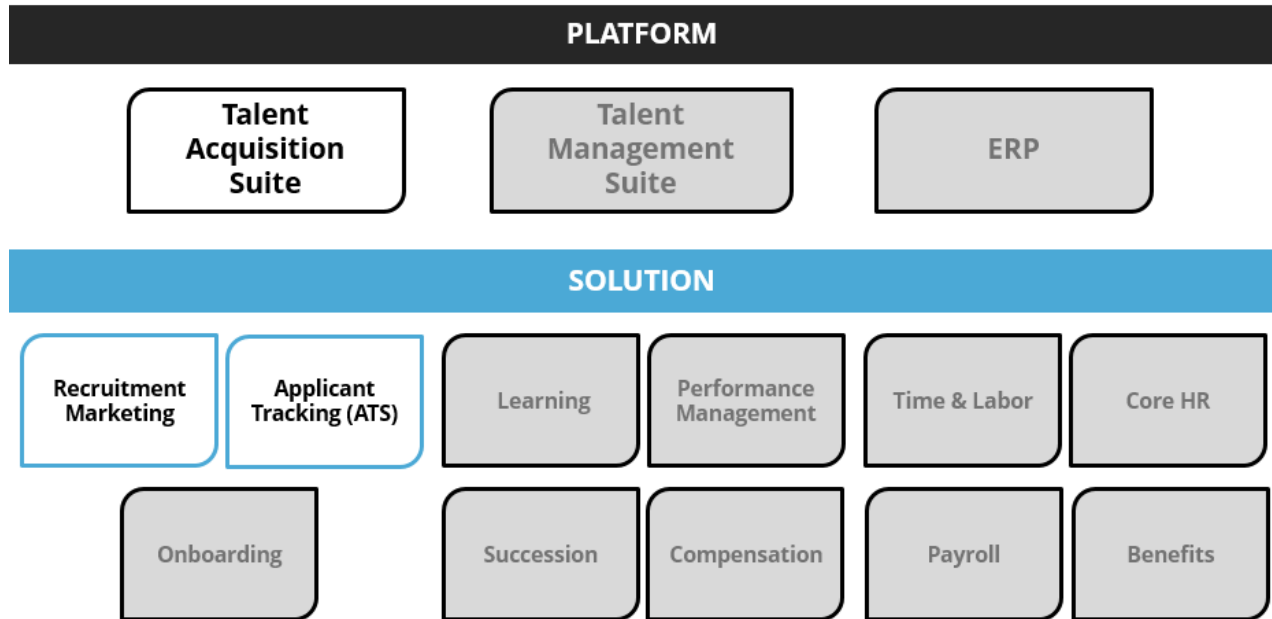 PLATFORM
Talent
Acquisition
Suite
Talent
Management
Suite
ERP
SOLUTION
Recruitment
Marketing
Applicant
Tracking (ATS)
Learning
Performance
Management
Time & Labor
Core HR
Onboarding
Succession
Compensation
Payroll
Benefits